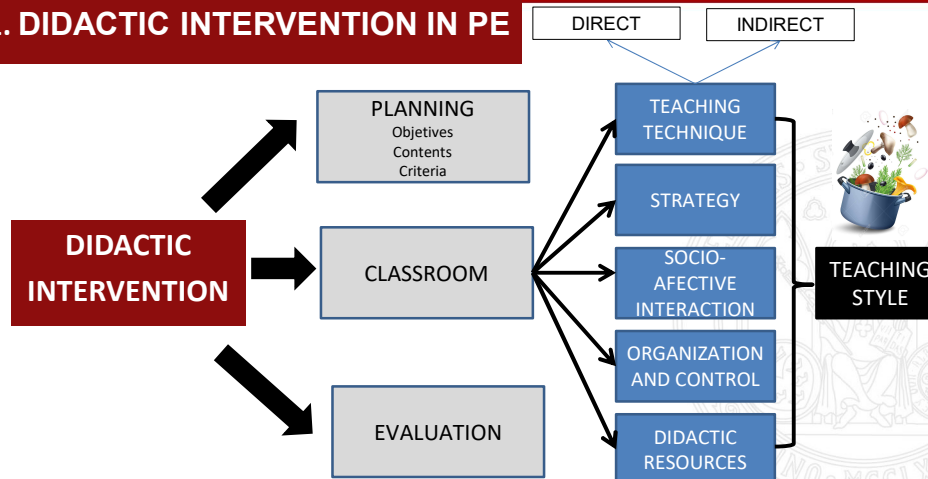 . DIDACTIC INTERVENTION IN PE
DIRECT
INDIRECT
PLANNING
Objetives
Contents
Criteria
TEACHING
TECHNIQUE
STRATEGY
DIDACTIC
INTERVENTION
CLASSROOM
SOCIO-
AFECTIVE
INTERACTION
TEACHING
STYLE
ORGANIZATION
AND CONTROL
EVALUATION
DIDACTIC
RESOURCES